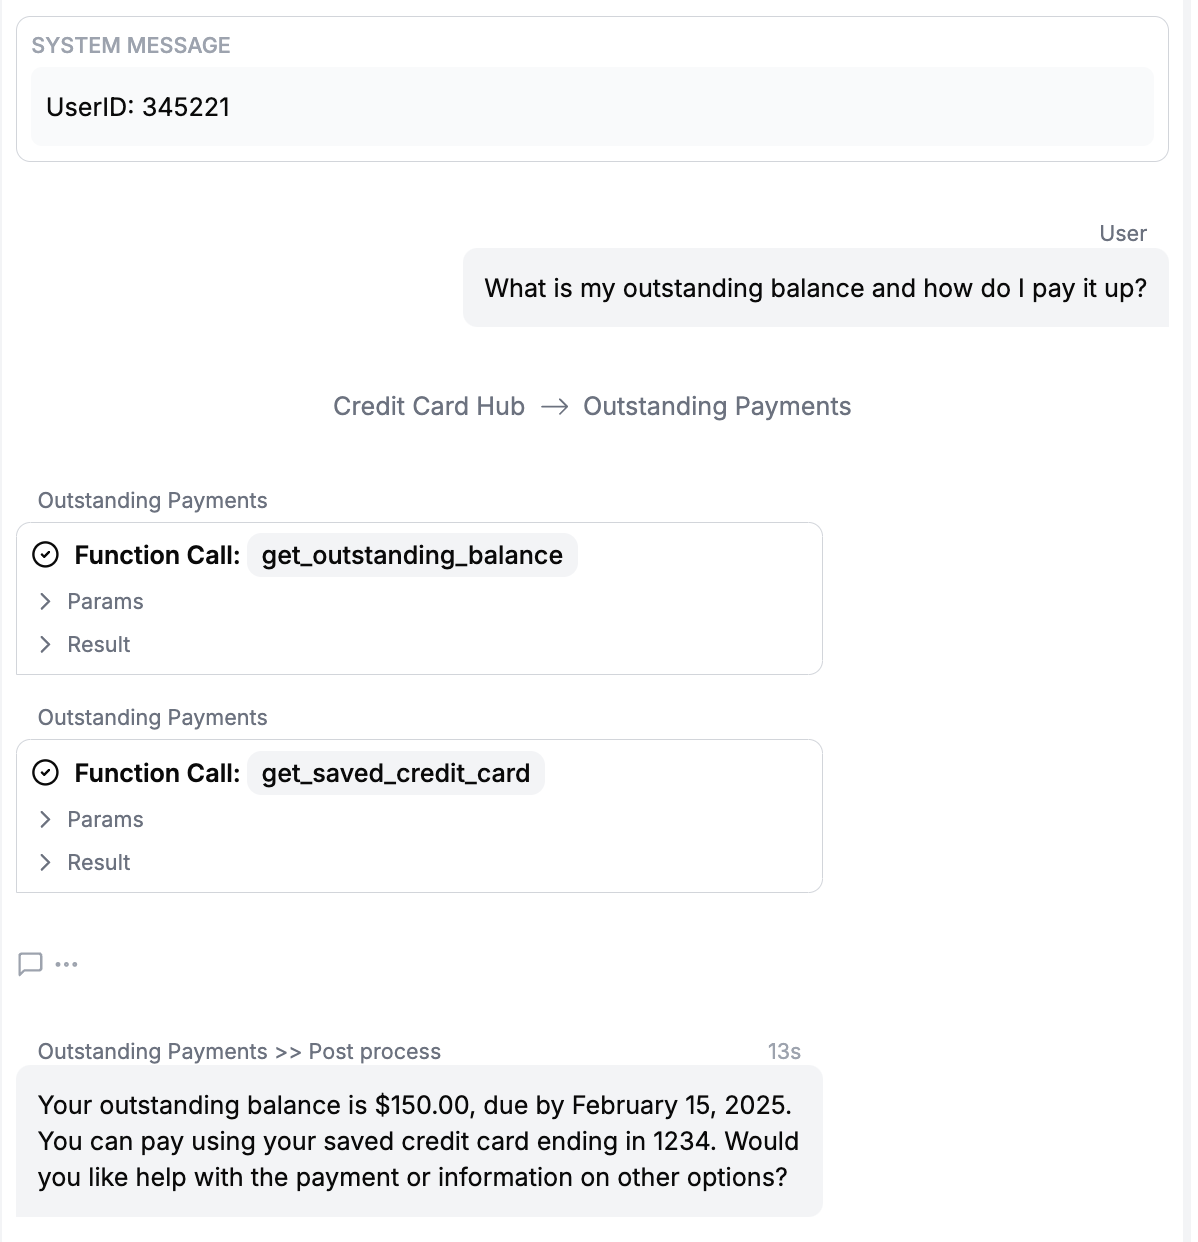 SYSTEM MESSAGE
UserID: 345221
User
What is my outstanding balance and how do I pay it up?
Credit Card Hub → Outstanding Payments
Outstanding Payments
Function Call: get_outstanding_balance
Params
Result
Outstanding Payments
Function Call: get_saved_credit_card
Params
Result
Outstanding Payments >> Post process 13s
Your outstanding balance is $150.00, due by February 15, 2025.
You can pay using your saved credit card ending in 1234. Would
you like help with the payment or information on other options?